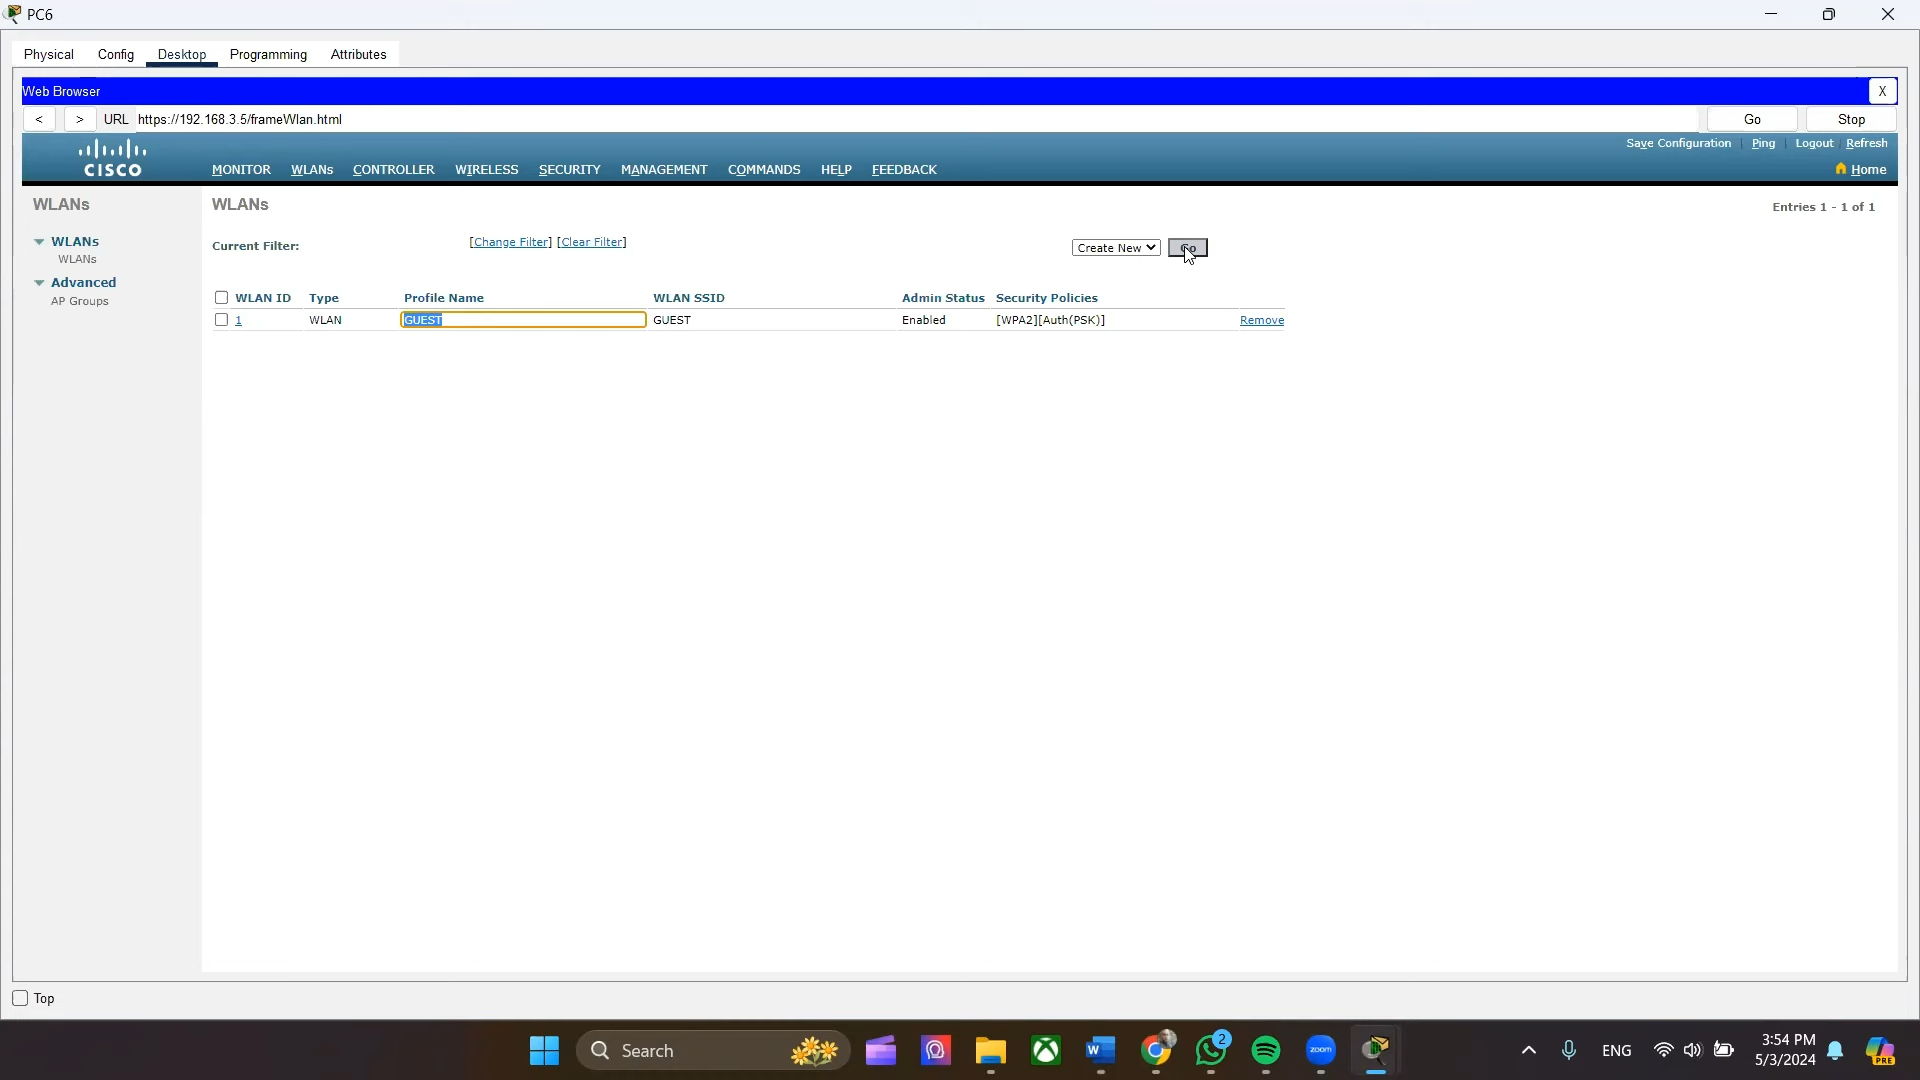 PC6
Physical Config Desktop Programming Attributes
Web Browser X
< > URL https://192.168.3.5/frameWlan.html Go Stop
Save Configuration Ping Logout Refresh
CISCO MONITOR WLANs CONTROLLER WIRELESS SECURITY MANAGEMENT COMMANDS HELP FEEDBACK Home
WLANs WLANs Entries 1 - 1 of 1
WLANs
WLANs
Advanced
AP Groups
Current Filter: [Change Filter] [Clear Filter] Create New Go
WLAN ID Type Profile Name WLAN SSID Admin Status Security Policies
1 WLAN GUEST GUEST Enabled [WPA2][Auth(PSK)] Remove
Top
Search zoom W 2 ENG 3:54 PM
5/3/2024 PRE